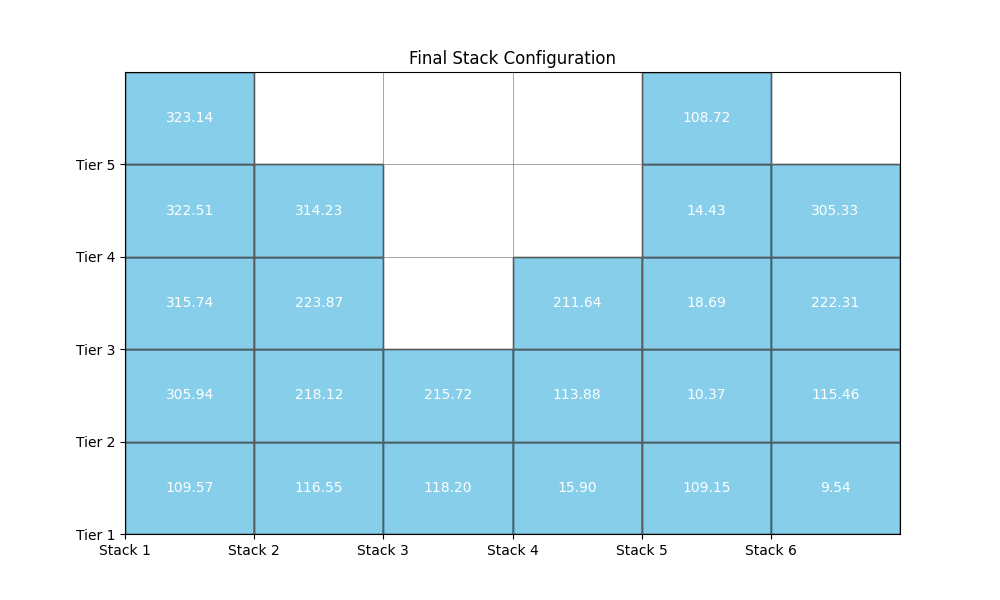 Final Stack Configuration
323.14 108.72
Tier 5
322.51 314.23 14.43 305.33
Tier 4
315.74 223.87 211.64 18.69 222.31
Tier 3
305.94 218.12 215.72 113.88 10.37 115.46
Tier 2
109.57 116.55 118.20 15.90 109.15 9.54
Tier 1
Stack 1 Stack 2 Stack 3 Stack 4 Stack 5 Stack 6